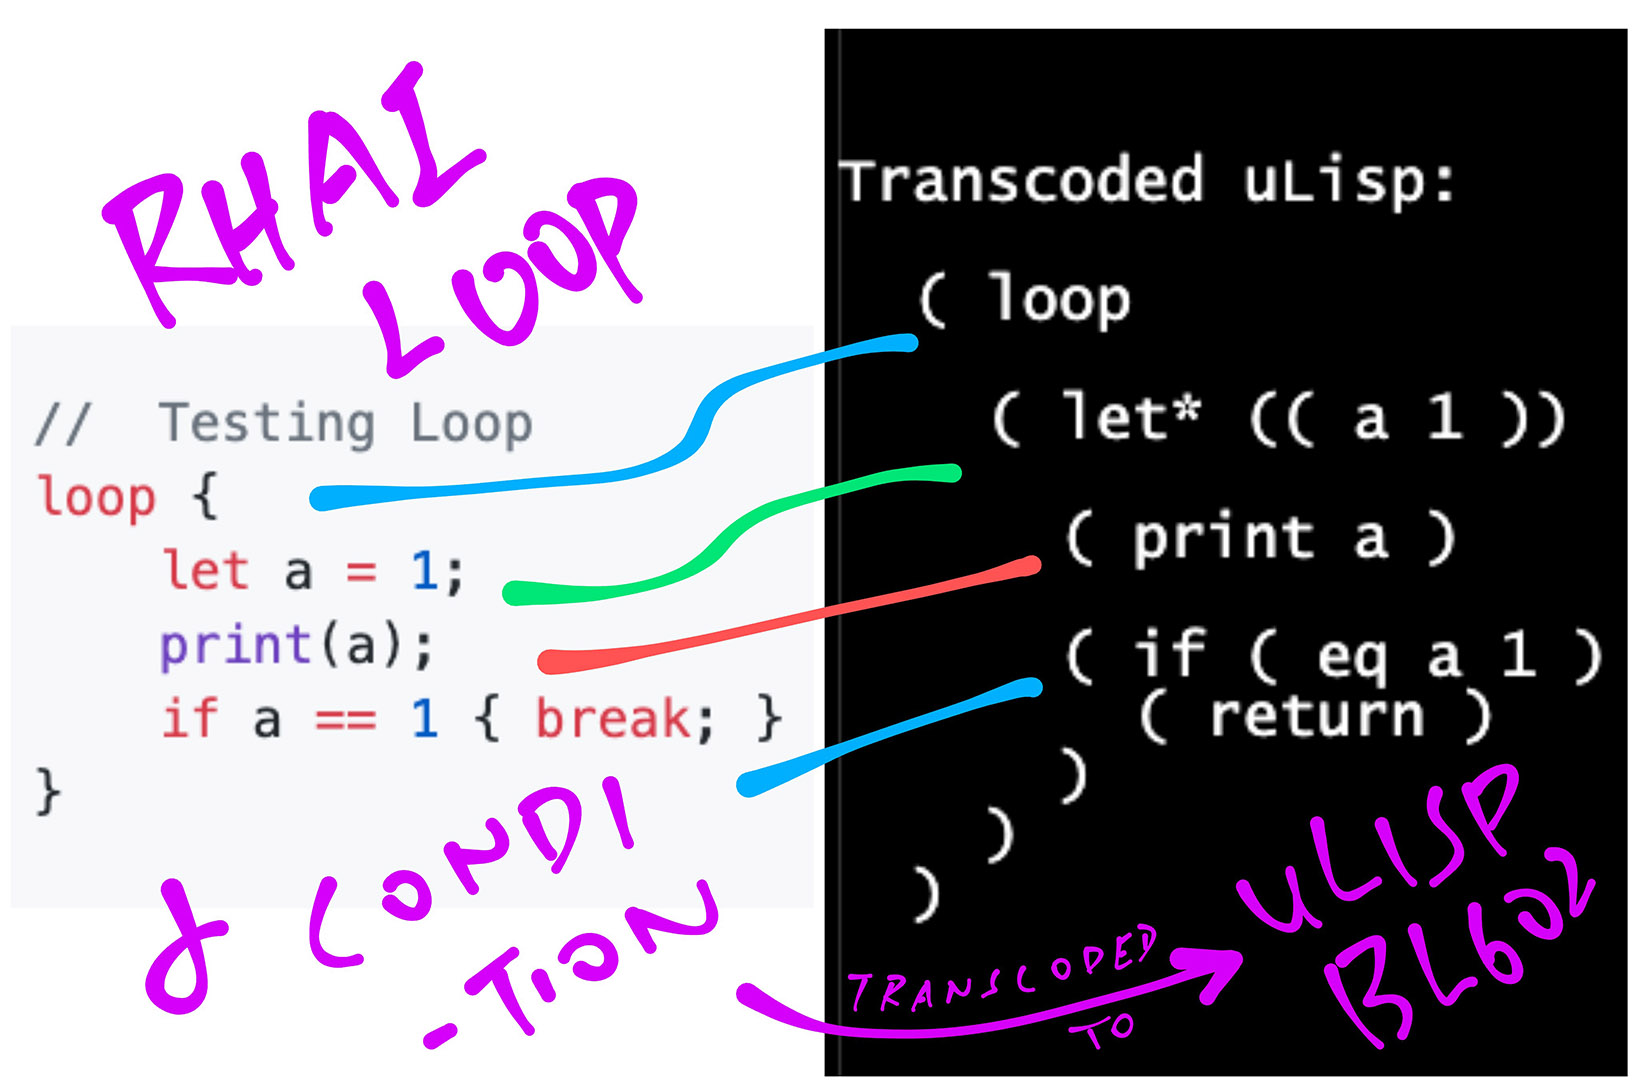 RHAI
LOOP
// Testing Loop
loop {
let a = 1;
print(a);
if a == 1 { break; }
}
& CONDI
-TION
Transcoded uLisp:
( loop
( let* (( a 1 ))
( print a )
( if ( eq a 1 )
( return )
)
)
)
TRANSCODED
TO
uLISP
BL602